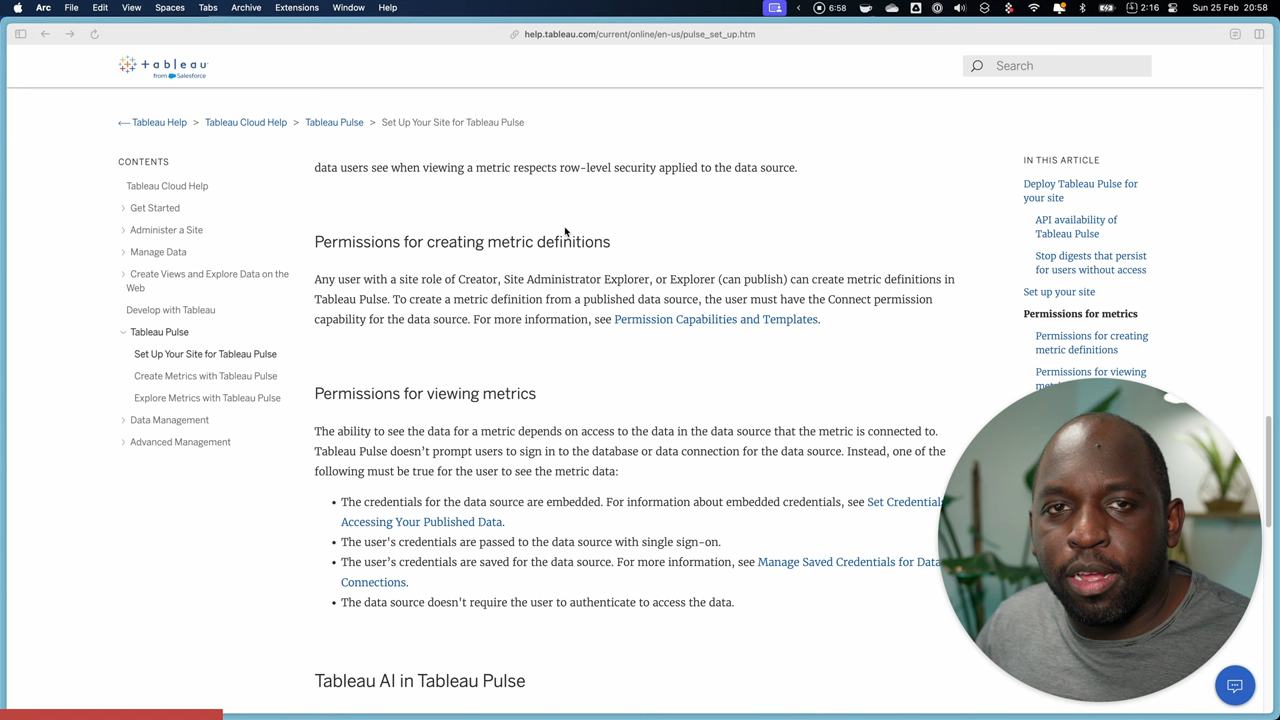 Arc File Edit View Spaces Tabs Archive Extensions Window Help 6:58 2:16 Sun 25 Feb 20:58
help.tableau.com/current/online/en-us/pulse_set_up.htm
+ a b l e a u
from Salesforce
Search
Tableau Help > Tableau Cloud Help > Tableau Pulse > Set Up Your Site for Tableau Pulse
CONTENTS
Tableau Cloud Help
Get Started
Administer a Site
Manage Data
Create Views and Explore Data on the
Web
Develop with Tableau
Tableau Pulse
Set Up Your Site for Tableau Pulse
Create Metrics with Tableau Pulse
Explore Metrics with Tableau Pulse
Data Management
Advanced Management
data users see when viewing a metric respects row-level security applied to the data source.
Permissions for creating metric definitions
Any user with a site role of Creator, Site Administrator Explorer, or Explorer (can publish) can create metric definitions in
Tableau Pulse. To create a metric definition from a published data source, the user must have the Connect permission
capability for the data source. For more information, see Permission Capabilities and Templates.
Permissions for viewing metrics
The ability to see the data for a metric depends on access to the data in the data source that the metric is connected to.
Tableau Pulse doesn't prompt users to sign in to the database or data connection for the data source. Instead, one of the
following must be true for the user to see the metric data:
• The credentials for the data source are embedded. For information about embedded credentials, see Set Credentials
Accessing Your Published Data.
• The user's credentials are passed to the data source with single sign-on.
• The user's credentials are saved for the data source. For more information, see Manage Saved Credentials for Data
Connections.
• The data source doesn't require the user to authenticate to access the data.
Tableau AI in Tableau Pulse
IN THIS ARTICLE
Deploy Tableau Pulse for
your site
API availability of
Tableau Pulse
Stop digests that persist
for users without access
Set up your site
Permissions for metrics
Permissions for creating
metric definitions
Permissions for viewing